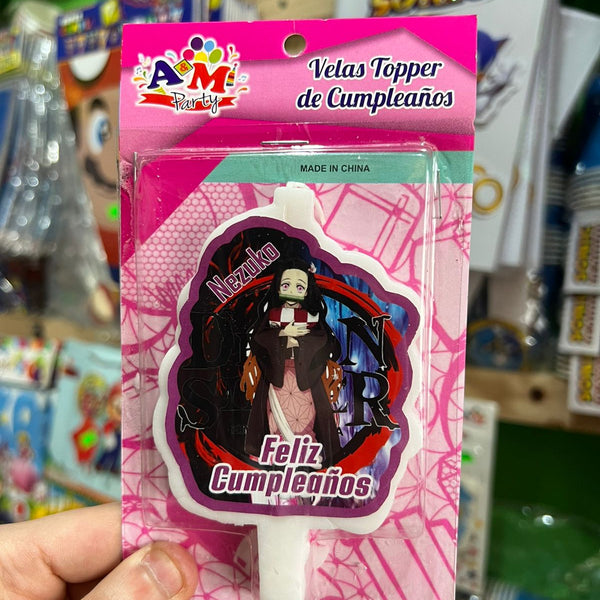 A&M
Party
Velas Topper
de Cumpleaños
MADE IN CHINA
Nezuko
Feliz
Cumpleaños